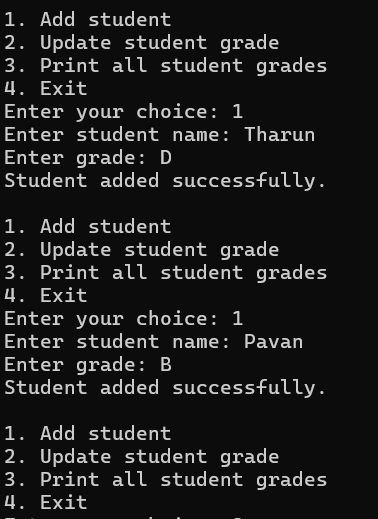 1. Add student
2. Update student grade
3. Print all student grades
4. Exit
Enter your choice: 1
Enter student name: Tharun
Enter grade: D
Student added successfully.
1. Add student
2. Update student grade
3. Print all student grades
4. Exit
Enter your choice: 1
Enter student name: Pavan
Enter grade: B
Student added successfully.
1. Add student
2. Update student grade
3. Print all student grades
4. Exit